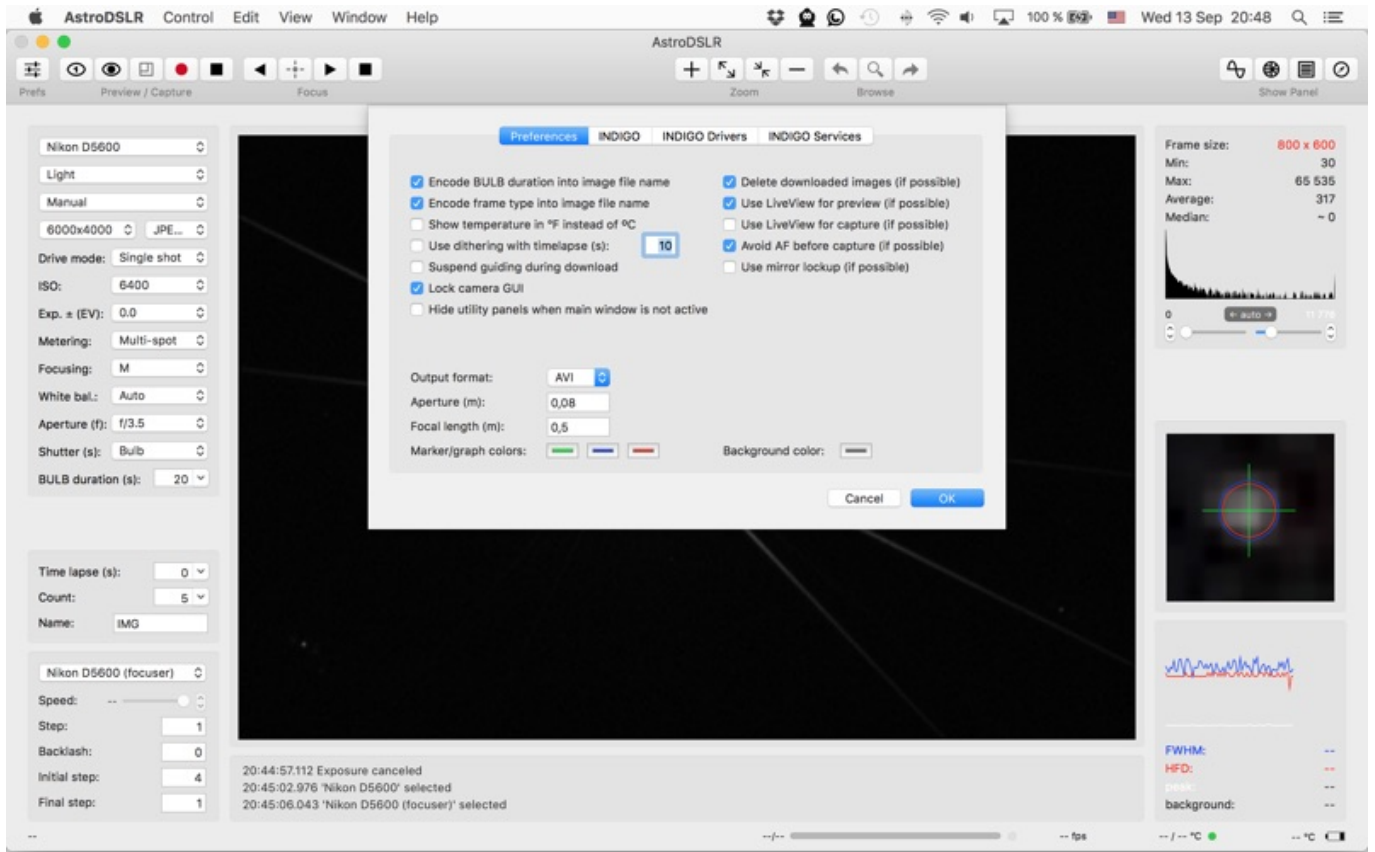 AstroDSLR Control Edit View Window Help
100 % Wed 13 Sep 20:48
AstroDSLR
Prefs Preview / Capture Focus Zoom Browse Show Panel
Nikon D5600
Light
Manual
6000x4000 JPE...
Drive mode: Single shot
ISO: 6400
Exp. ± (EV): 0.0
Metering: Multi-spot
Focusing: M
White bal.: Auto
Aperture (f): f/3.5
Shutter (s): Bulb
BULB duration (s): 20
Time lapse (s): 0
Count: 5
Name: IMG
Nikon D5600 (focuser)
Speed: --
Step: 1
Backlash: 0
Initial step: 4
Final step: 1
Preferences INDIGO INDIGO Drivers INDIGO Services
Encode BULB duration into image file name
Encode frame type into image file name
Show temperature in °F instead of °C
Use dithering with timelapse (s): 10
Suspend guiding during download
Lock camera GUI
Hide utility panels when main window is not active
Delete downloaded images (if possible)
Use LiveView for preview (if possible)
Use LiveView for capture (if possible)
Avoid AF before capture (if possible)
Use mirror lockup (if possible)
Output format: AVI
Aperture (m): 0,08
Focal length (m): 0,5
Marker/graph colors: Background color:
Cancel OK
20:44:57.112 Exposure canceled
20:45:02.976 'Nikon D5600' selected
20:45:06.043 'Nikon D5600 (focuser)' selected
Frame size: 800 x 600
Min: 30
Max: 65 535
Average: 317
Median: ~ 0
0 ← auto → 11 776
FWHM: --
HFD: --
peak: --
background: --
-- --/-- -- fps -- / -- °C -- °C